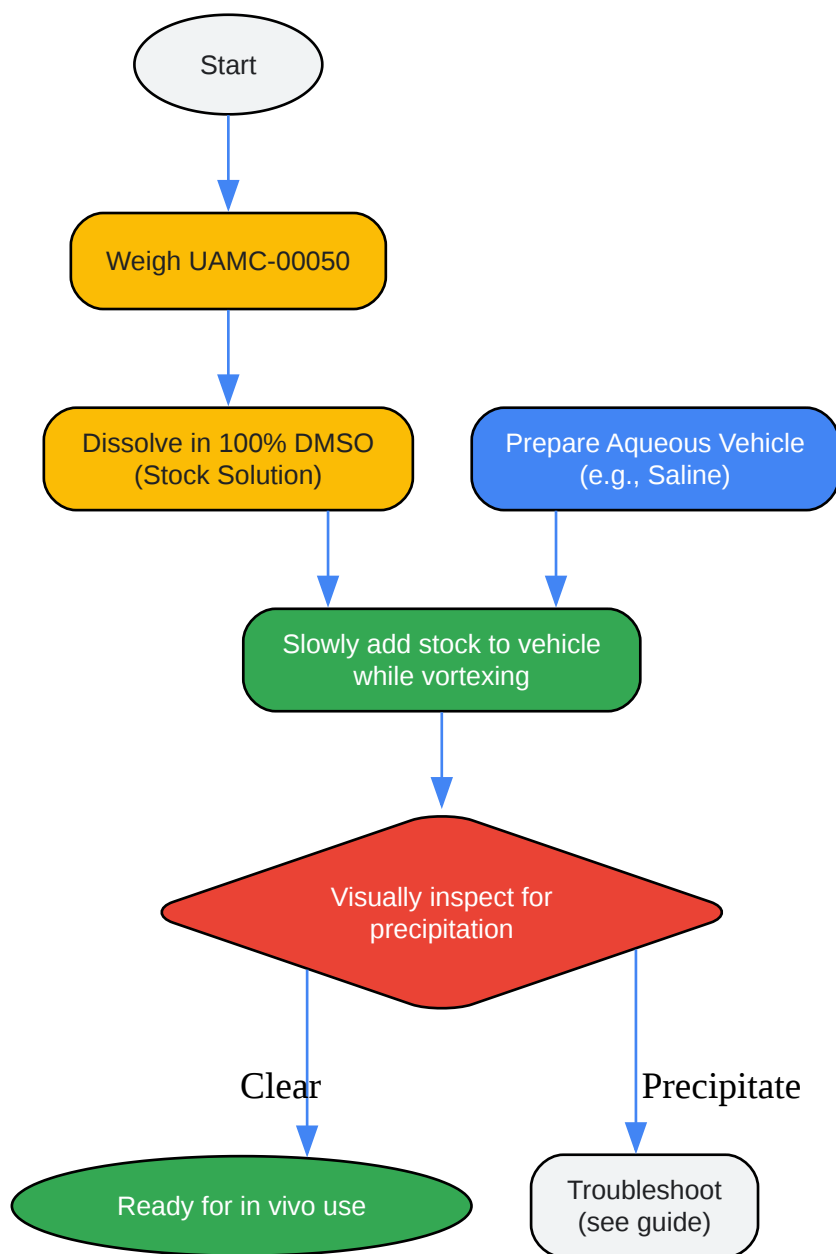 Start
Weigh UAMC-00050
Dissolve in 100% DMSO
(Stock Solution)
Prepare Aqueous Vehicle
(e.g., Saline)
Slowly add stock to vehicle
while vortexing
Visually inspect for
precipitation
Clear
Precipitate
Ready for in vivo use
Troubleshoot
(see guide)